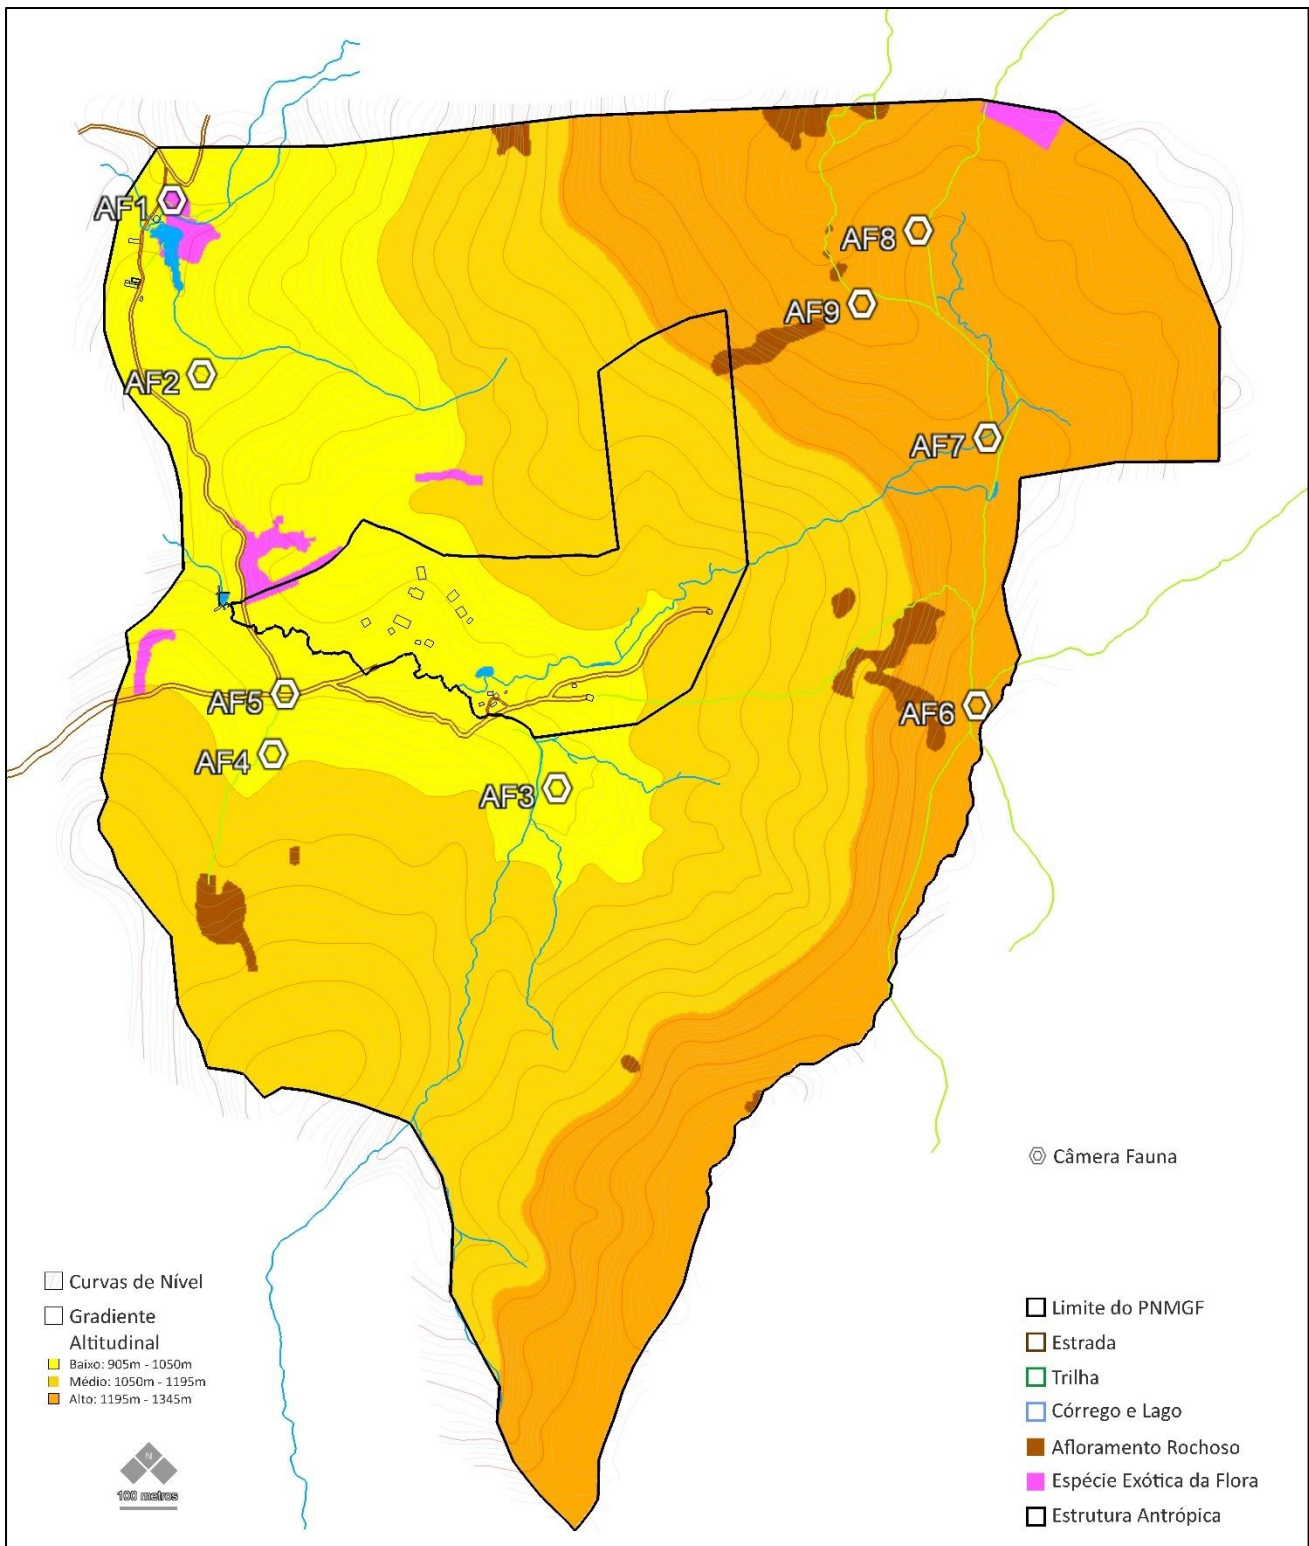 AF1
AF8
AF9
AF2
AF7
AF5
AF6
AF4
AF3
Câmera Fauna
Curvas de Nível
Gradiente
Altitudinal
Baixo: 905m - 1050m
Médio: 1050m - 1195m
Alto: 1195m - 1345m
N
100 metros
Limite do PNMGF
Estrada
Trilha
Córrego e Lago
Afloramento Rochoso
Espécie Exótica da Flora
Estrutura Antrópica